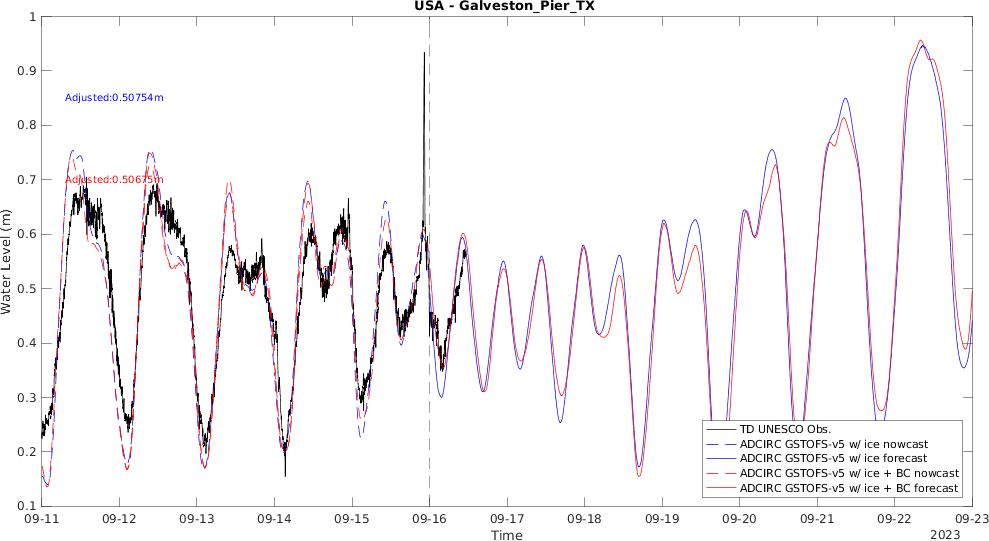 USA - Galveston_Pier_TX
1
0.9
0.8
0.7
0.6
0.5
0.4
0.3
0.2
0.1
Water Level (m)
Adjusted:0.50754m
Adjusted:0.50675m
TD UNESCO Obs.
ADCIRC GSTOFS-v5 w/ ice nowcast
ADCIRC GSTOFS-v5 w/ ice forecast
ADCIRC GSTOFS-v5 w/ ice + BC nowcast
ADCIRC GSTOFS-v5 w/ ice + BC forecast
09-11 09-12 09-13 09-14 09-15 09-16 09-17 09-18 09-19 09-20 09-21 09-22 09-23
Time
2023